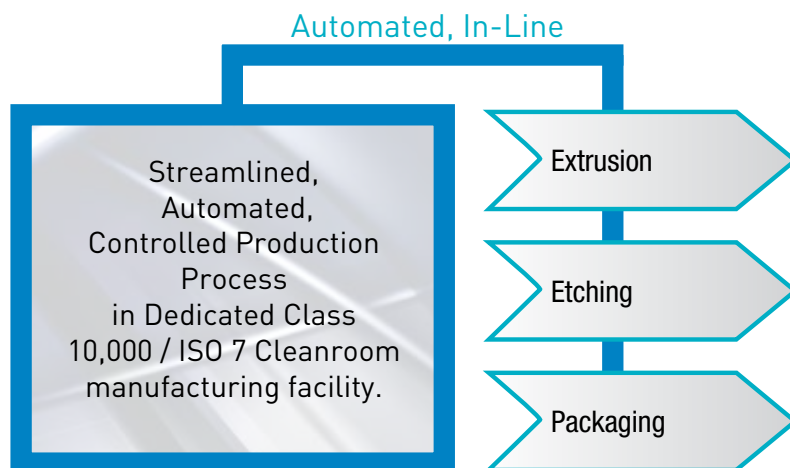 Automated, In-Line
Streamlined,
Automated,
Controlled Production
Process
in Dedicated Class
10,000 / ISO 7 Cleanroom
manufacturing facility.
Extrusion
Etching
Packaging